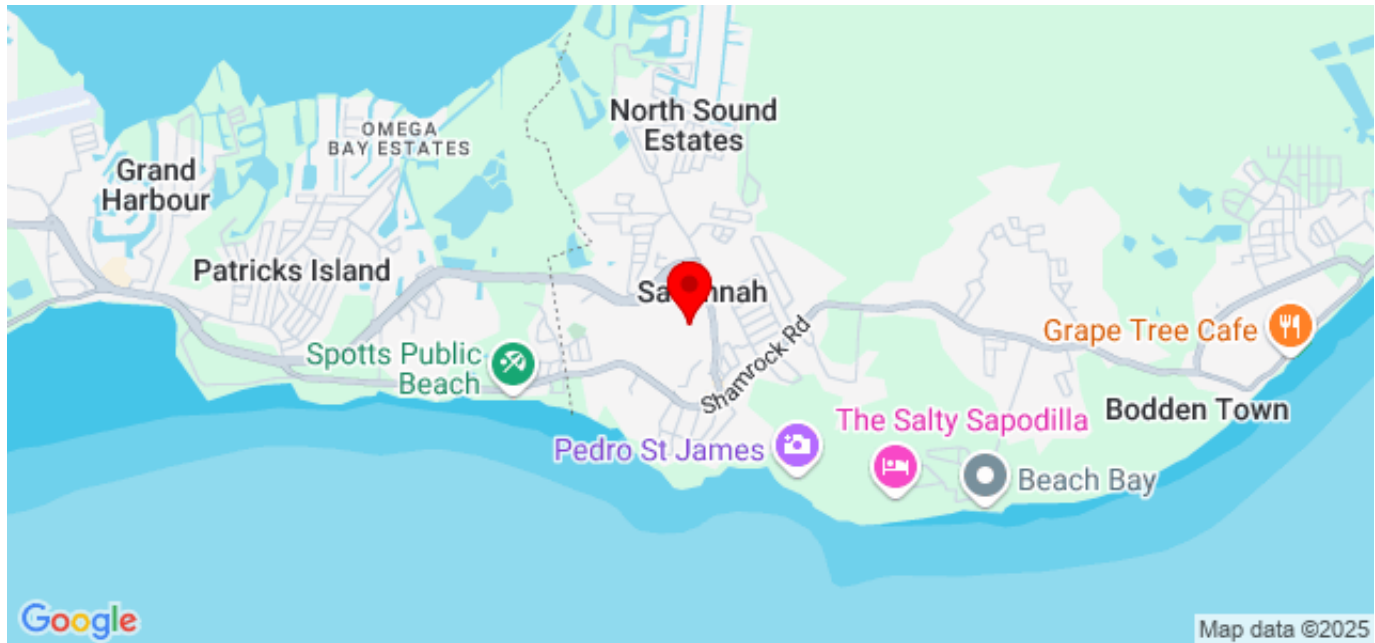 North Sound
Estates
OMEGA
BAY ESTATES
Grand
Harbour
Patricks Island
Savannah
Spotts Public
Beach
Shamrock Rd
Grape Tree Cafe
Bodden Town
The Salty Sapodilla
Pedro St James
Beach Bay
Google
Map data ©2025